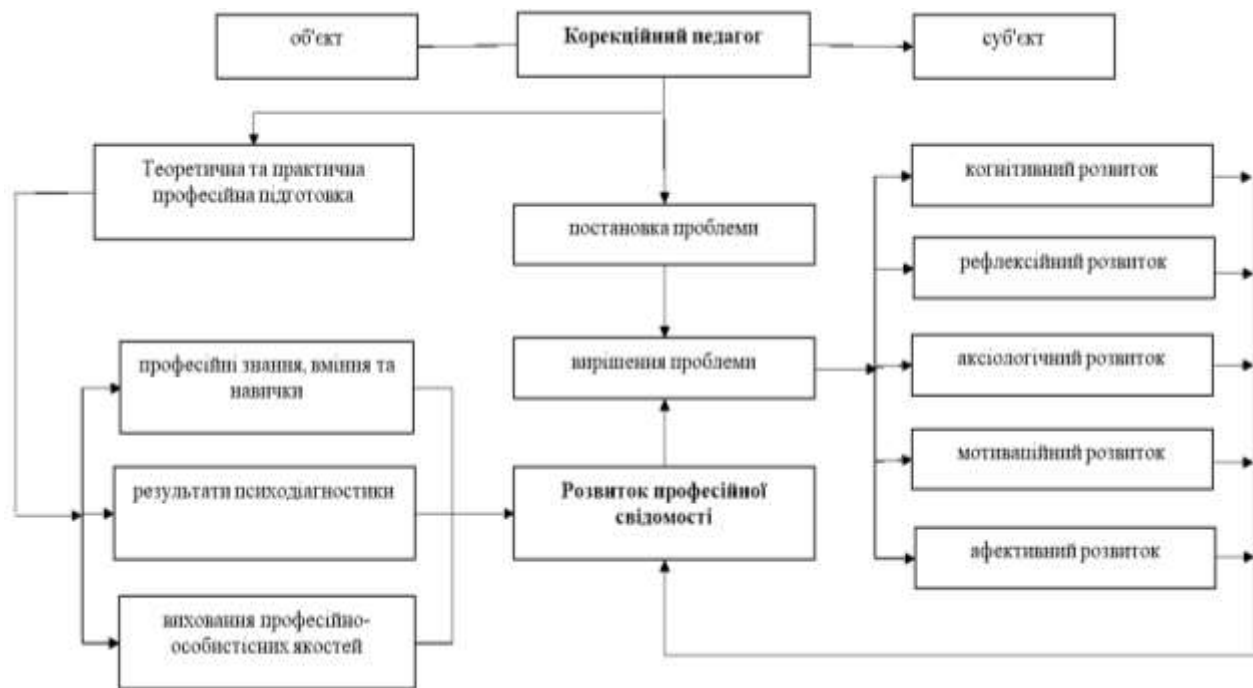 об'єкт
Корекційний педагог
суб'єкт
Теоретична та практична
професійна підготовка
когнітивний розвиток
постановка проблеми
рефлексійний розвиток
професійні знання, вміння та
навички
вирішення проблеми
аксіологічний розвиток
результати психодіагностики
Розвиток професійної
свідомості
мотиваційний розвиток
афективний розвиток
виховання професійно-
особистісних якостей